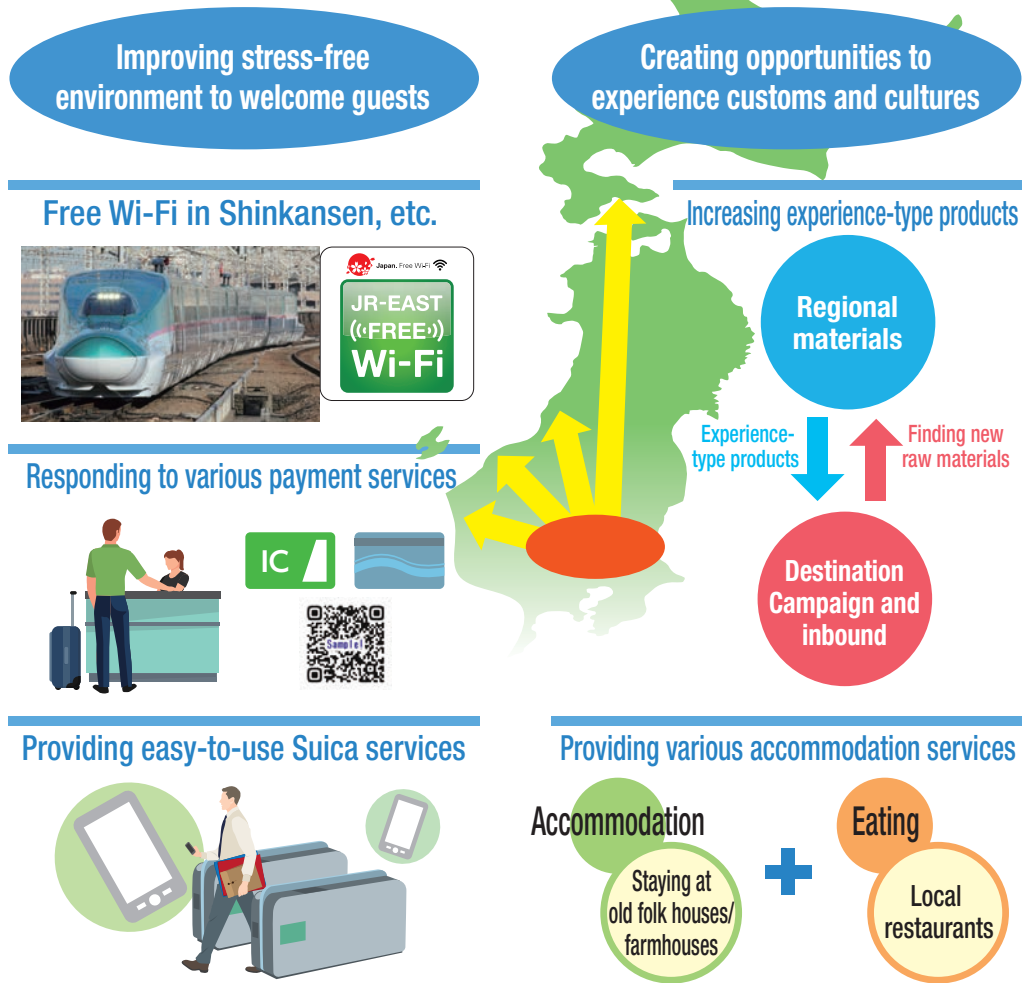 Improving stress-free
environment to welcome guests
Creating opportunities to
experience customs and cultures
Free Wi-Fi in Shinkansen, etc.
Japan. Free Wi-Fi
JR-EAST
FREE
Wi-Fi
Increasing experience-type products
Regional
materials
Experience-
type products
Finding new
raw materials
Destination
Campaign and
inbound
Responding to various payment services
IC
Sample!
Providing easy-to-use Suica services
Providing various accommodation services
Accommodation
Staying at
old folk houses/
farmhouses
Eating
Local
restaurants